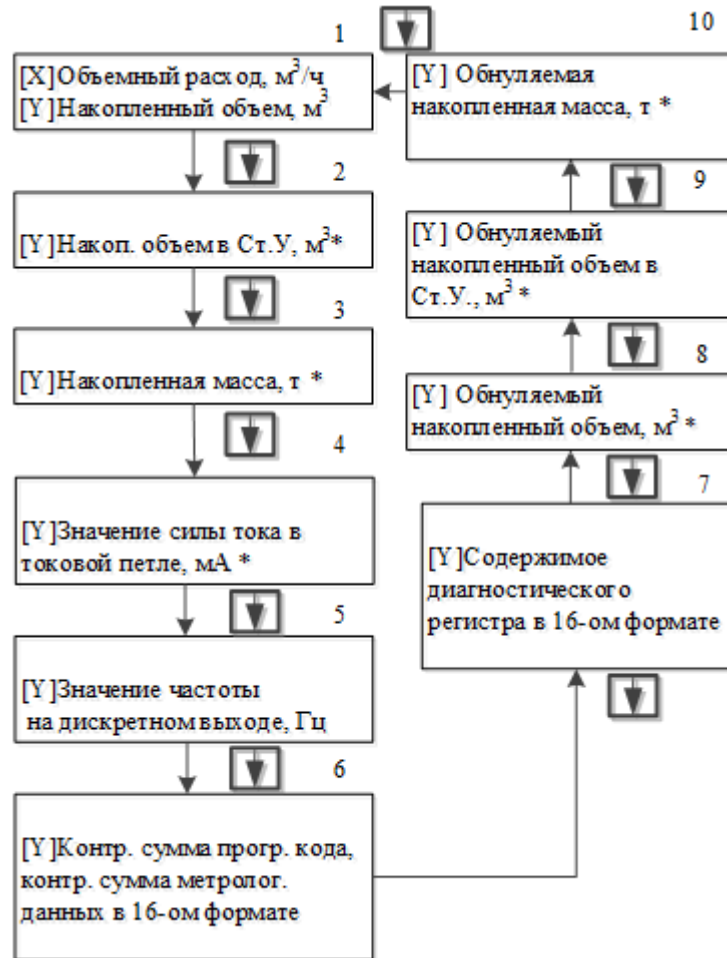 1
[X]Объемный расход, м³/ч
[Y]Накопленный объем, м³
2
[Y]Накоп. объем в Ст.У, м³*
3
[Y]Накопленная масса, т *
4
[Y]Значение силы тока в
токовой петле, мА *
5
[Y]Значение частоты
на дискретном выходе, Гц
6
[Y]Контр. сумма прогр. кода,
контр. сумма метролог.
данных в 16-ом формате
7
[Y]Содержимое
диагностического
регистра в 16-ом формате
8
[Y] Обнуляемый
накопленный объем, м³ *
9
[Y] Обнуляемый
накопленный объем в
Ст.У., м³ *
10
[Y] Обнуляемая
накопленная масса, т *